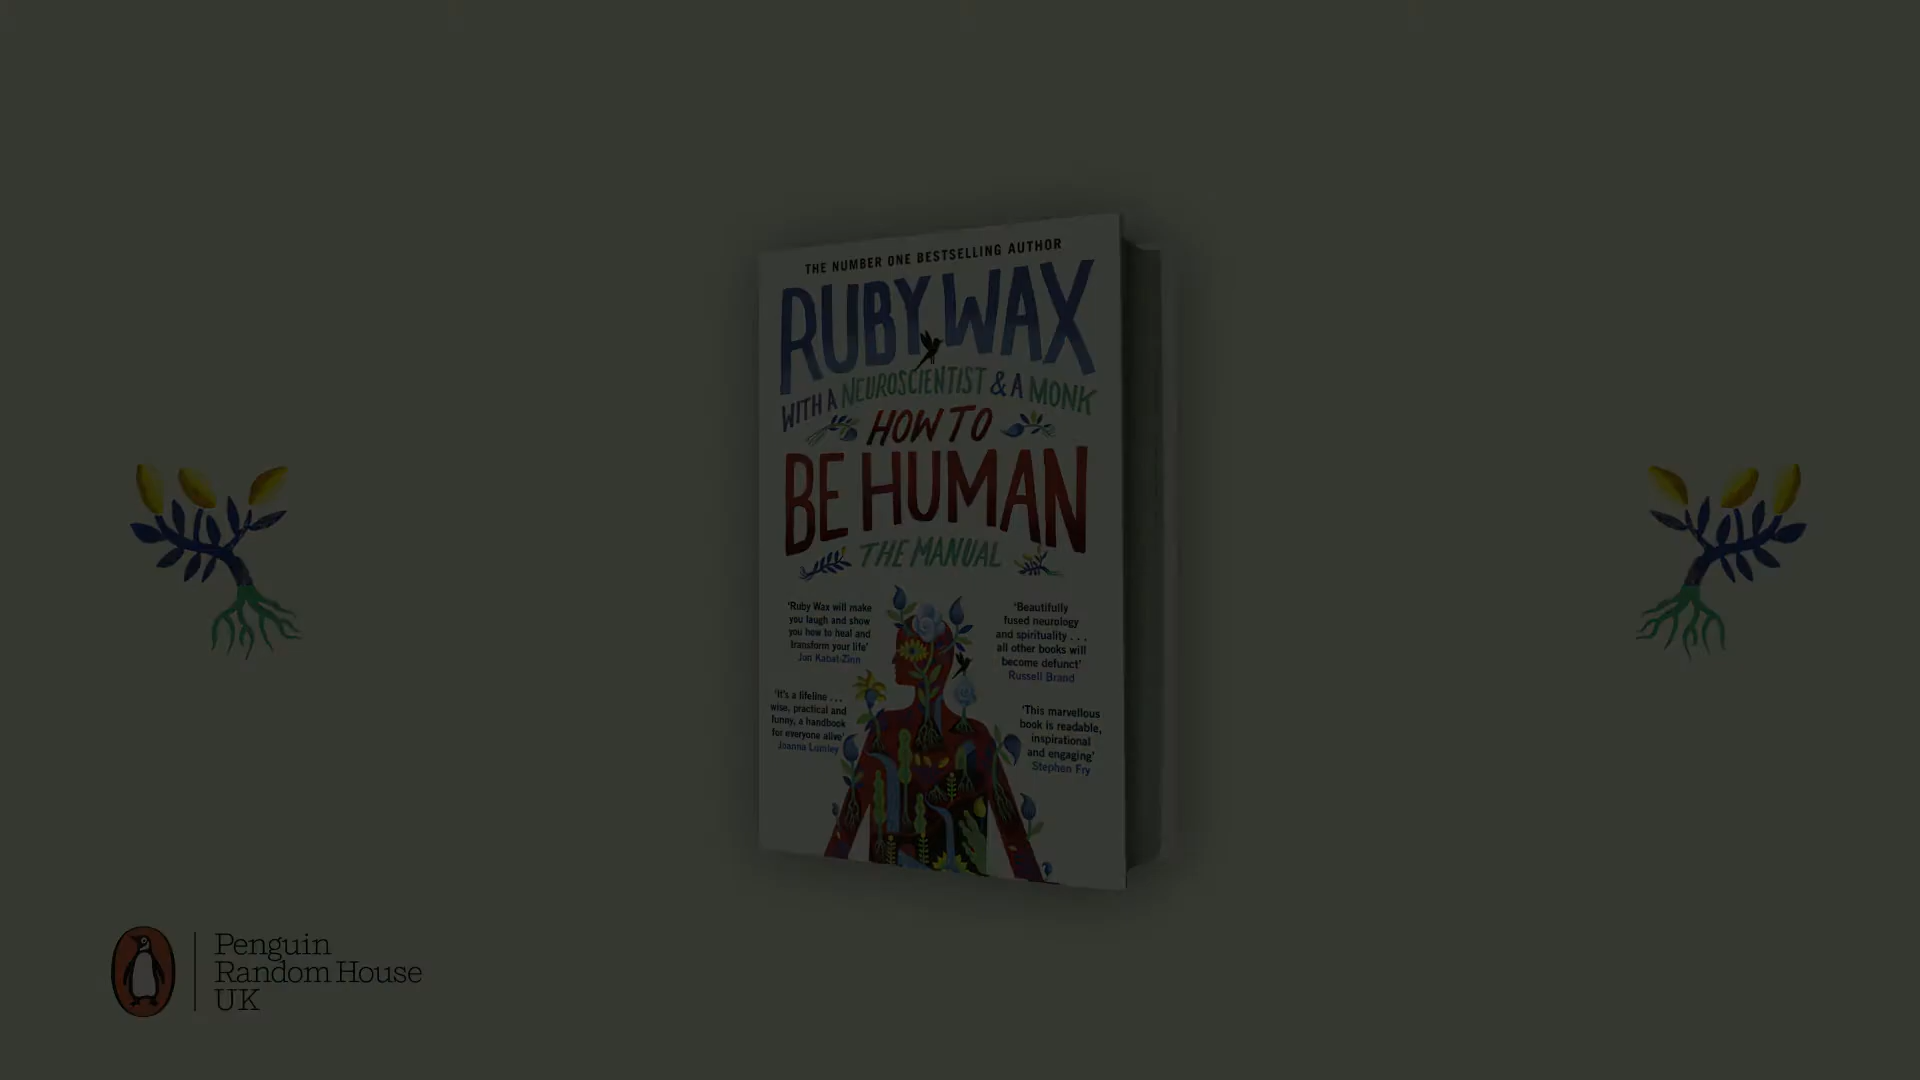 THE NUMBER ONE BESTSELLING AUTHOR
RUBY WAX
WITH A NEUROSCIENTIST & A MONK
HOW TO
BE HUMAN
THE MANUAL
‘Ruby Wax will make
you laugh and show
you how to heal and
transform your life’
Jon Kabat-Zinn
‘It’s a lifeline . . .
wise, practical and
funny, a handbook
for everyone alive’
Joanna Lumley
‘Beautifully
fused neurology
and spirituality . . .
all other books will
become defunct’
Russell Brand
‘This marvellous
book is readable,
inspirational
and engaging’
Stephen Fry
Penguin
Random House
UK